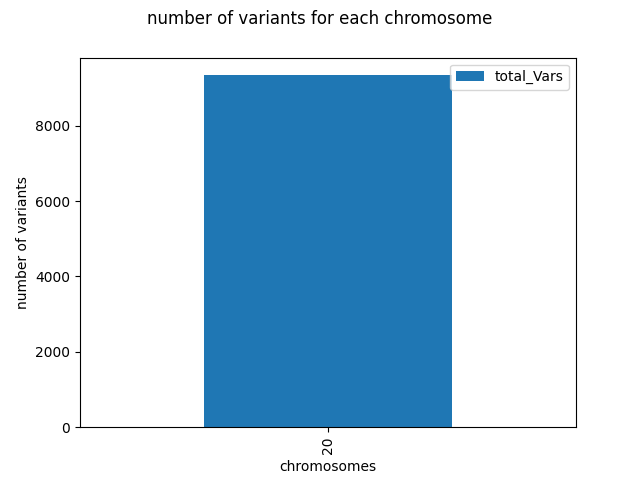 number of variants for each chromosome
total_Vars
8000
6000
4000
2000
0
number of variants
20
chromosomes